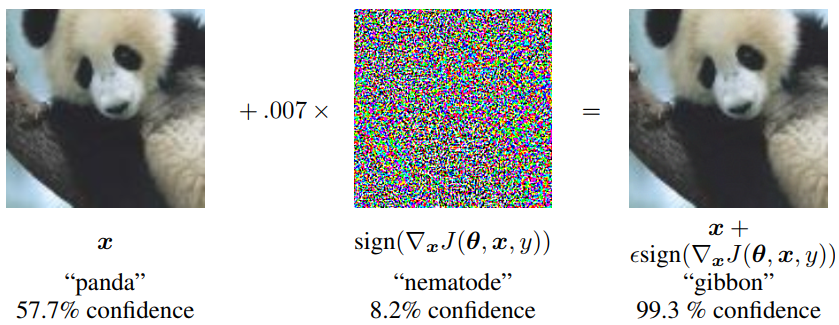 + .007 ×
=
x
sign(∇ₓJ(θ, x, y))
x +
ϵsign(∇ₓJ(θ, x, y))
“panda”
“nematode”
“gibbon”
57.7% confidence
8.2% confidence
99.3 % confidence